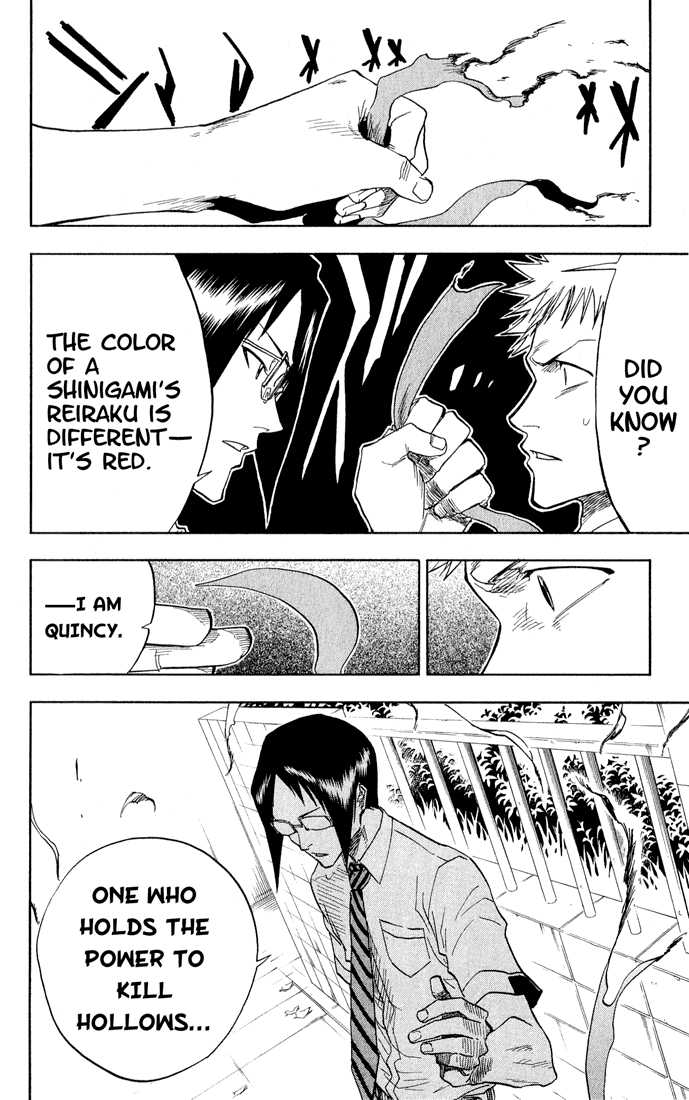 DID
YOU
KNOW
?
THE COLOR
OF A
SHINIGAMI'S
REIRAKU IS
DIFFERENT—
IT'S RED.
—I AM
QUINCY.
ONE WHO
HOLDS THE
POWER TO
KILL
HOLLOWS...